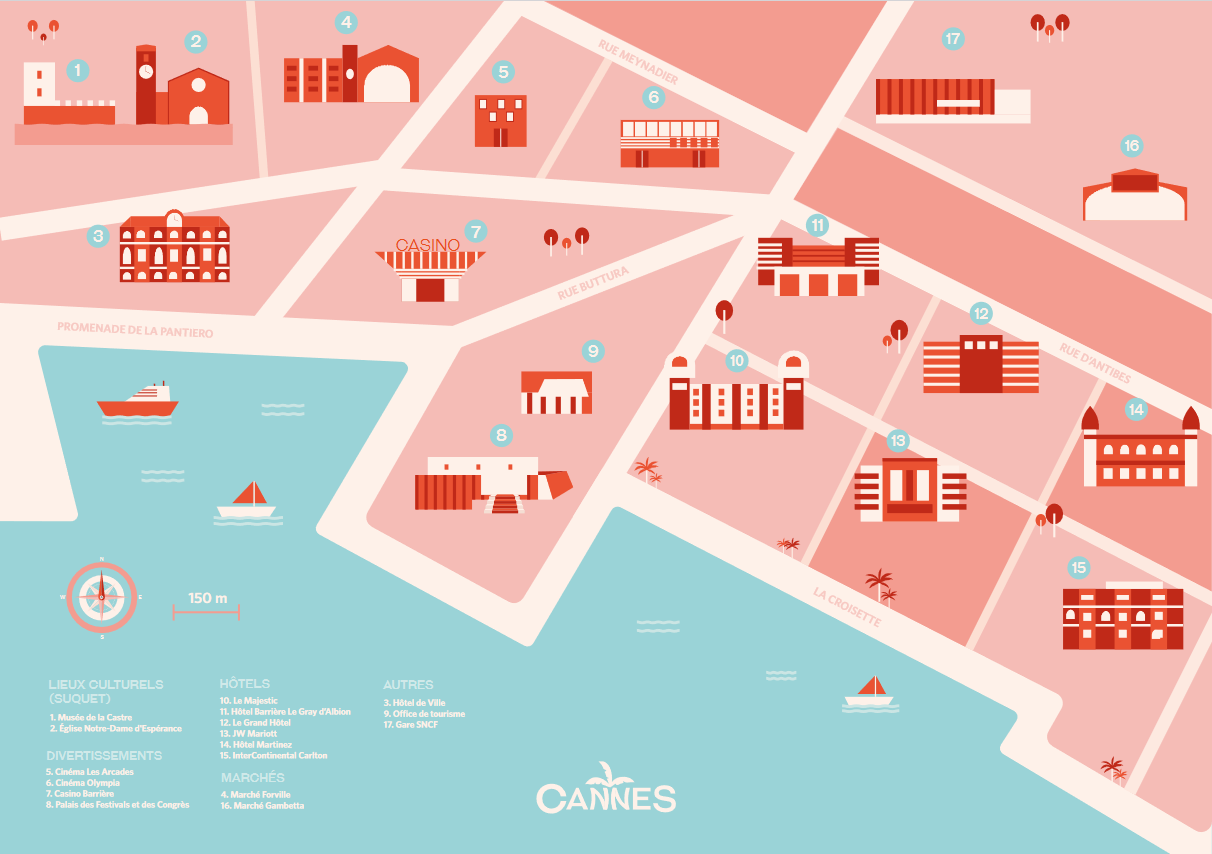 4
17
2
RUE MEYNADIER
1
5
6
16
3
7
11
CASINO
RUE BUTTURA
12
PROMENADE DE LA PANTIERO
9
10
RUE D'ANTIBES
14
8
13
N
W
E
S
150 m
15
LA CROISETTE
LIEUX CULTURELS
(SUQUET)
1. Musée de la Castre
2. Église Notre-Dame d'Espérance
DIVERTISSEMENTS
5. Cinéma Les Arcades
6. Cinéma Olympia
7. Casino Barrière
8. Palais des Festivals et des Congrès
HÔTELS
10. Le Majestic
11. Hôtel Barrière Le Gray d'Albion
12. Le Grand Hôtel
13. JW Mariott
14. Hôtel Martinez
15. InterContinental Carlton
MARCHÉS
4. Marché Forville
16. Marché Gambetta
AUTRES
3. Hôtel de Ville
9. Office de tourisme
17. Gare SNCF
CANNES